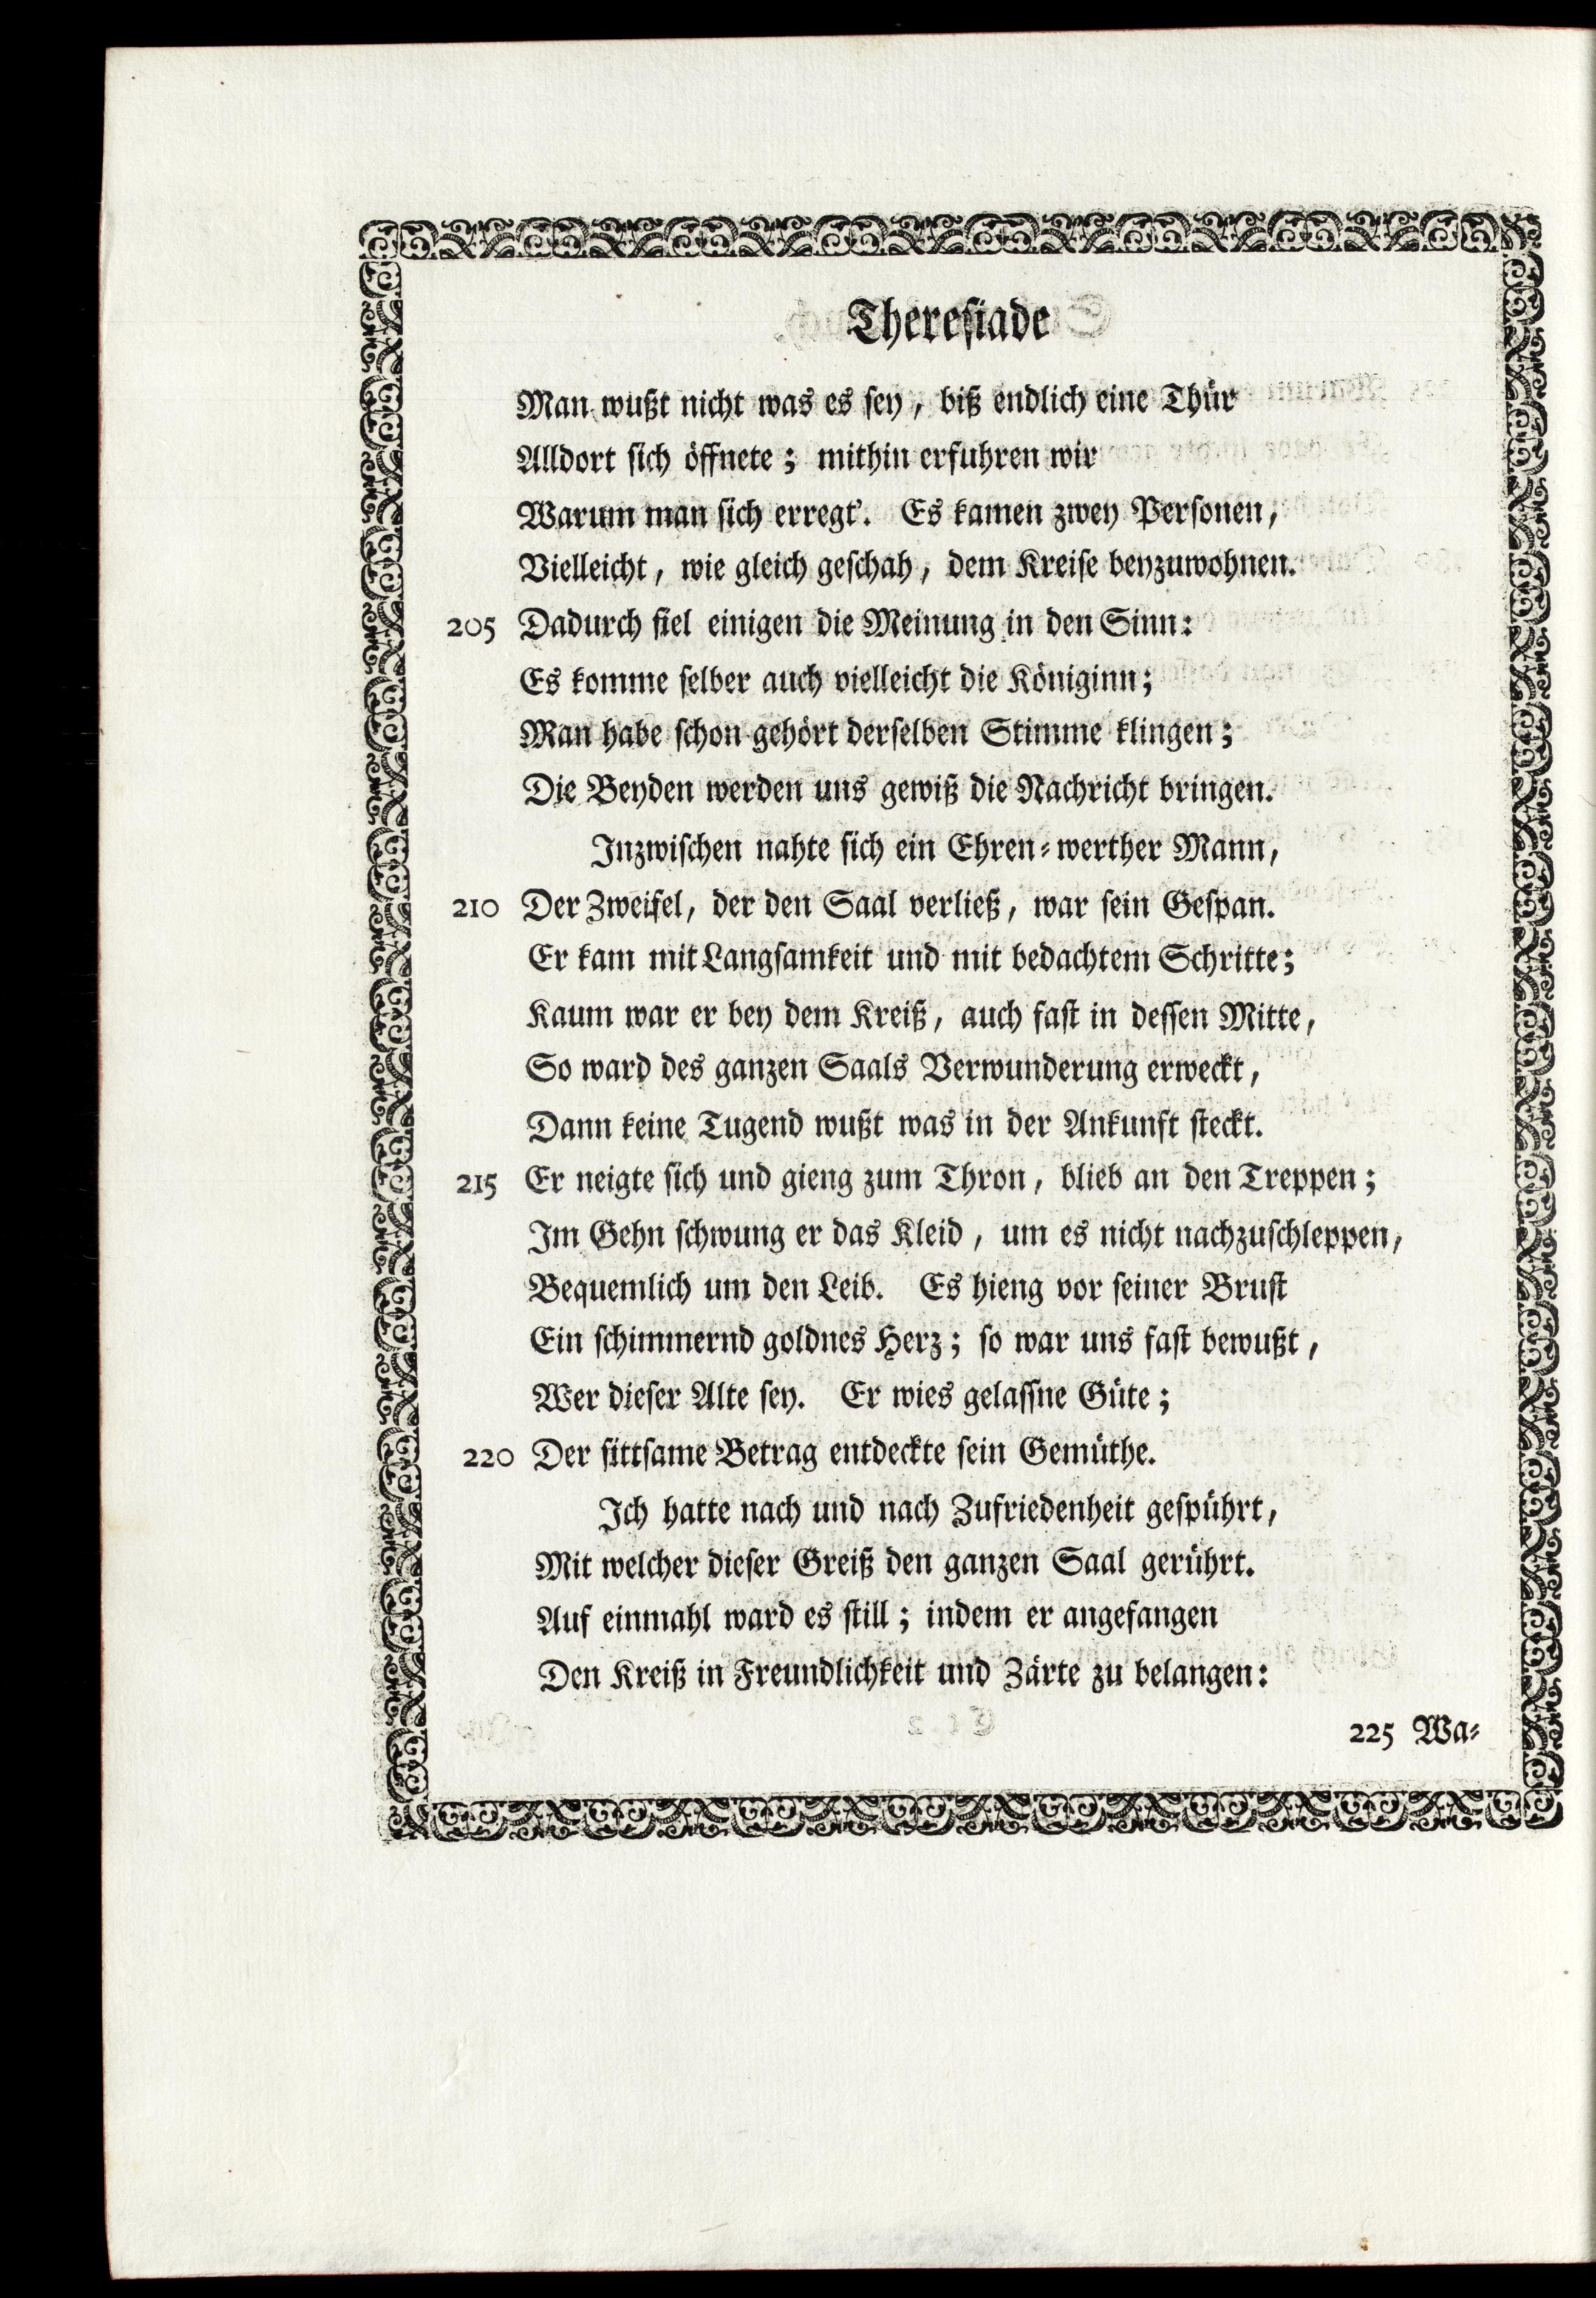 Theresiade
Man wußt nicht was es sey, biß endlich eine Thür
Alldort sich öffnete; mithin erfuhren wir
Warum man sich erregt'. Es kamen zwey Personen,
Vielleicht, wie gleich geschah, dem Kreise beyzuwohnen.
205 Dadurch fiel einigen die Meinung in den Sinn:
Es komme selber auch vielleicht die Königinn;
Man habe schon gehört derselben Stimme klingen;
Die Beyden werden uns gewiß die Nachricht bringen.
Inzwischen nahte sich ein Ehren-werther Mann,
210 Der Zweifel, der den Saal verließ, war sein Gespan.
Er kam mit Langsamkeit und mit bedachtem Schritte;
Kaum war er bey dem Kreiß, auch fast in dessen Mitte,
So ward des ganzen Saals Verwunderung erweckt,
Dann keine Tugend wußt was in der Ankunft steckt.
215 Er neigte sich und gieng zum Thron, blieb an den Treppen;
Im Gehn schwung er das Kleid, um es nicht nachzuschleppen,
Bequemlich um den Leib. Es hieng vor seiner Brust
Ein schimmernd goldnes Herz; so war uns fast bewußt,
Wer dieser Alte sey. Er wies gelassne Güte;
220 Der sittsame Betrag entdeckte sein Gemüthe.
Ich hatte nach und nach Zufriedenheit gespührt,
Mit welcher dieser Greiß den ganzen Saal gerührt.
Auf einmahl ward es still; indem er angefangen
Den Kreiß in Freundlichkeit und Zärte zu belangen:
225 Wa-